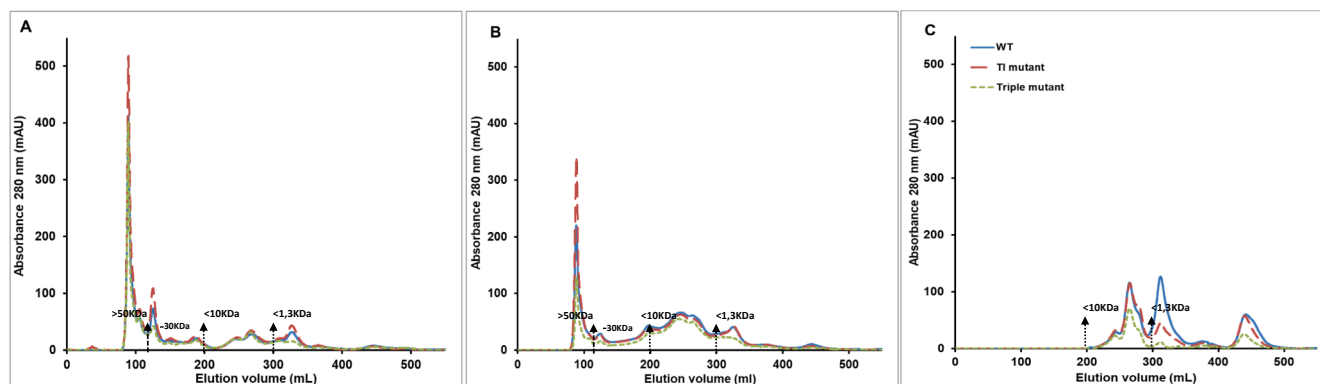 A
Absorbance 280 nm (mAU)
500
400
300
200
100
0
>50KDa
~30KDa
<10KDa
<1,3KDa
0 100 200 300 400 500
Elution volume (mL)
B
Absorbance 280 nm (mAU)
500
400
300
200
100
0
>50KDa
~30KDa
<10KDa
<1,3KDa
0 100 200 300 400 500
Elution volume (ml)
C
WT
TI mutant
Triple mutant
Absorbance 280 nm (mAU)
500
400
300
200
100
0
<10KDa
<1,3KDa
0 100 200 300 400 500
Elution volume (mL)